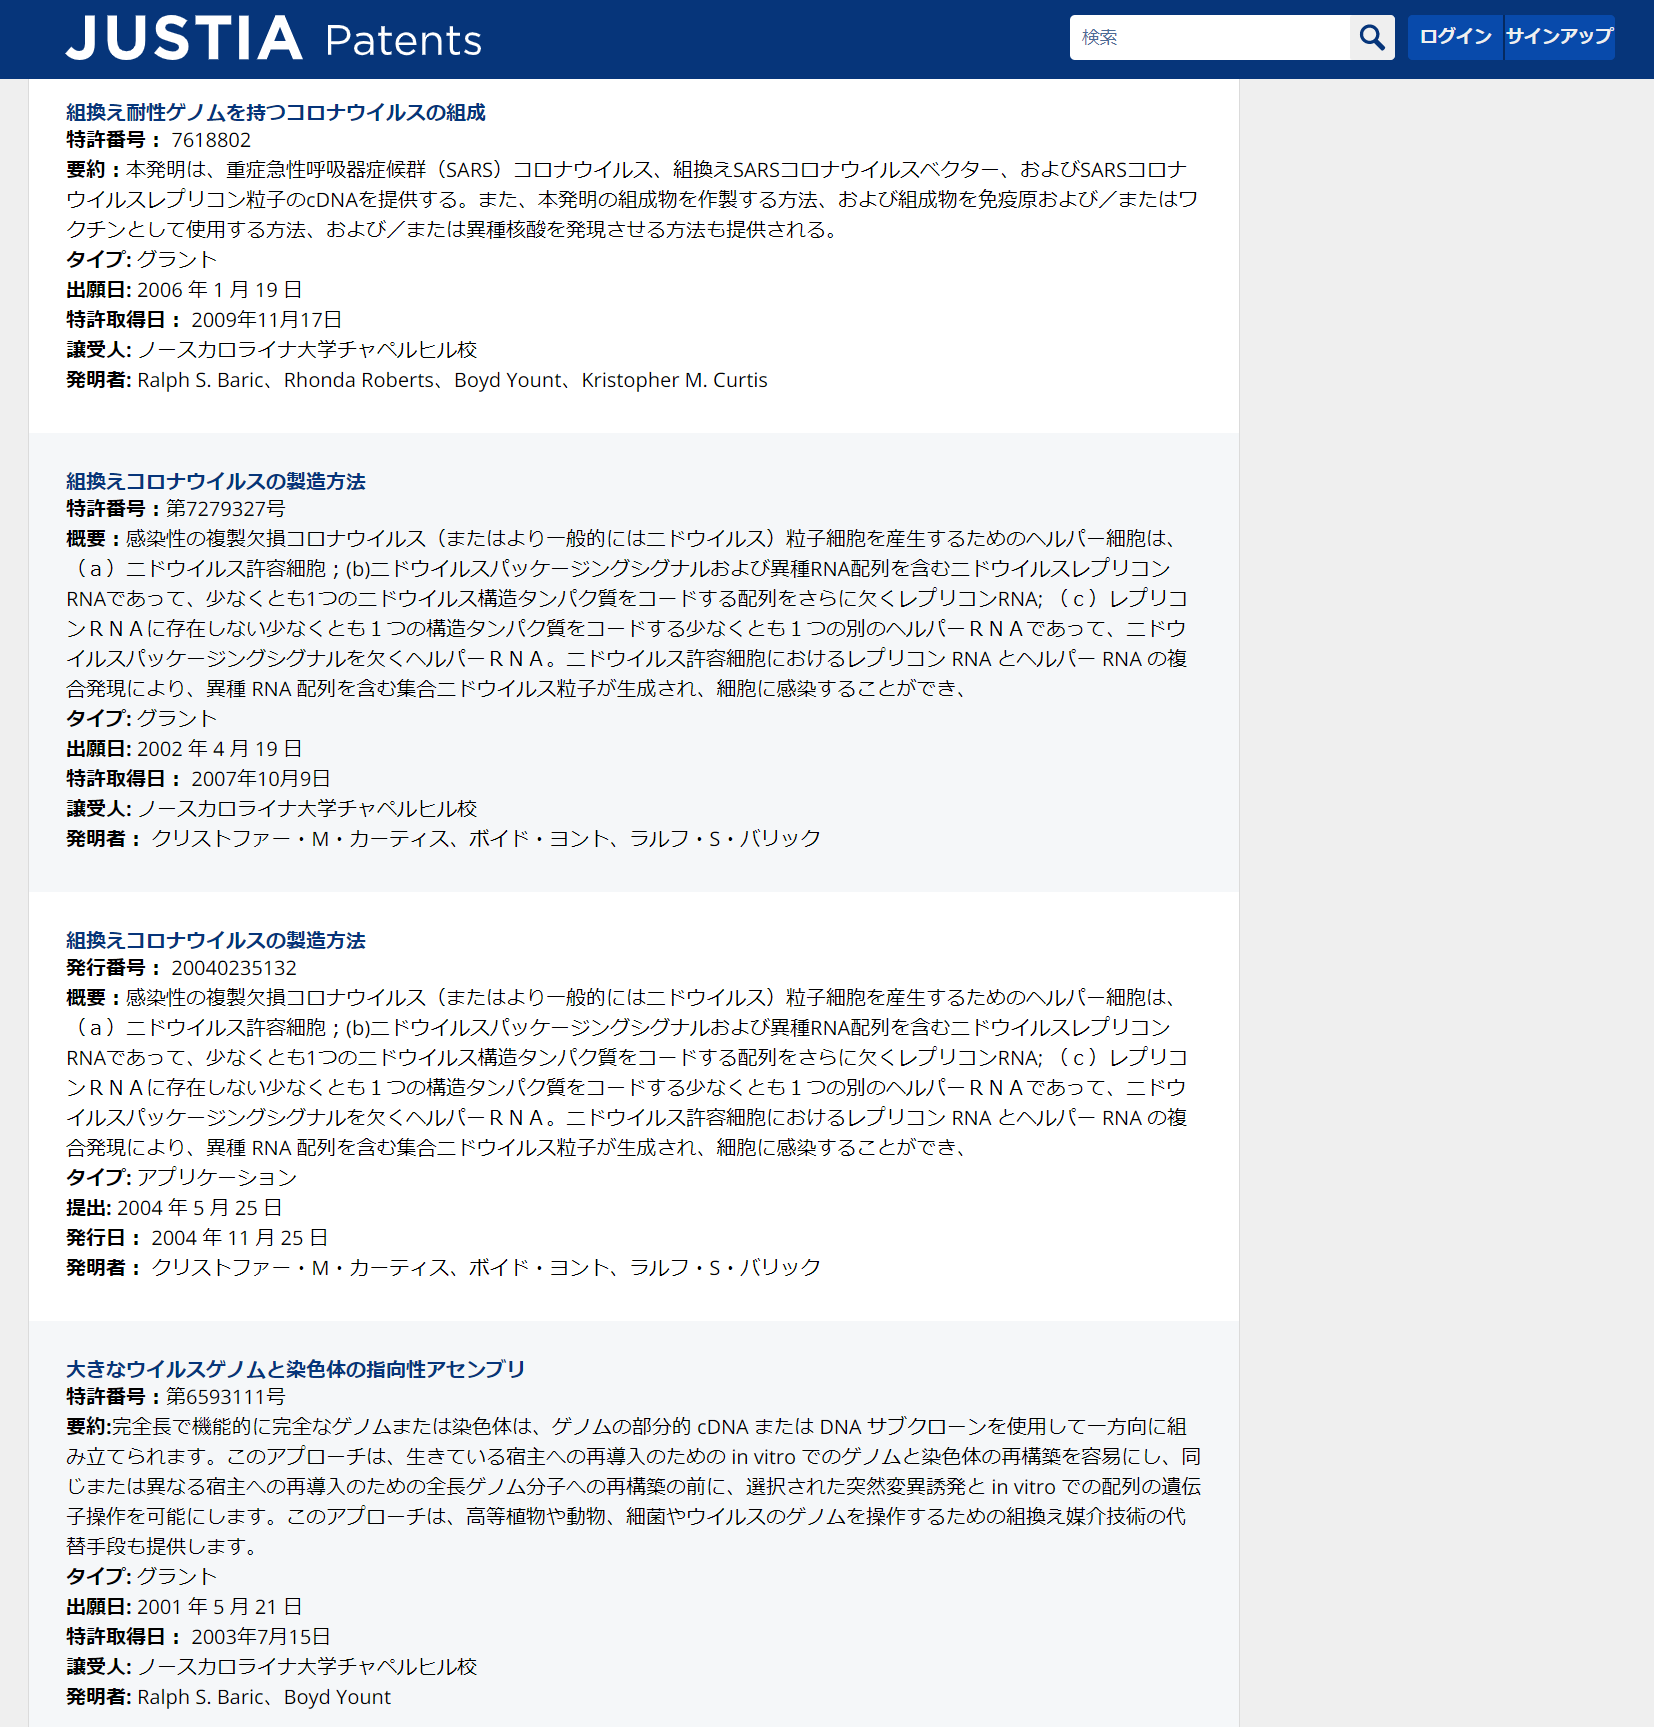 JUSTIA Patents
検索
ログイン
サインアップ
組換え耐性ゲノムを持つコロナウイルスの組成
特許番号： 7618802
要約：本発明は、重症急性呼吸器症候群（SARS）コロナウイルス、組換えSARSコロナウイルスベクター、およびSARSコロナ
ウイルスレプリコン粒子のcDNAを提供する。また、本発明の組成物を作製する方法、および組成物を免疫原および／またはワ
クチンとして使用する方法、および／または異種核酸を発現させる方法も提供される。
タイプ: グラント
出願日: 2006 年 1 月 19 日
特許取得日： 2009年11月17日
譲受人: ノースカロライナ大学チャペルヒル校
発明者: Ralph S. Baric、Rhonda Roberts、Boyd Yount、Kristopher M. Curtis
組換えコロナウイルスの製造方法
特許番号：第7279327号
概要：感染性の複製欠損コロナウイルス（またはより一般的にはニドウイルス）粒子細胞を産生するためのヘルパー細胞は、
（ａ）ニドウイルス許容細胞；(b)ニドウイルスパッケージングシグナルおよび異種RNA配列を含むニドウイルスレプリコン
RNAであって、少なくとも1つのニドウイルス構造タンパク質をコードする配列をさらに欠くレプリコンRNA; （ｃ）レプリコ
ンＲＮＡに存在しない少なくとも１つの構造タンパク質をコードする少なくとも１つの別のヘルパーＲＮＡであって、ニドウ
イルスパッケージングシグナルを欠くヘルパーＲＮＡ。ニドウイルス許容細胞におけるレプリコン RNA とヘルパー RNA の複
合発現により、異種 RNA 配列を含む集合ニドウイルス粒子が生成され、細胞に感染することができ、
タイプ: グラント
出願日: 2002 年 4 月 19 日
特許取得日： 2007年10月9日
譲受人: ノースカロライナ大学チャペルヒル校
発明者： クリストファー・M・カーティス、ボイド・ヨント、ラルフ・S・バリック
組換えコロナウイルスの製造方法
発行番号： 20040235132
概要：感染性の複製欠損コロナウイルス（またはより一般的にはニドウイルス）粒子細胞を産生するためのヘルパー細胞は、
（ａ）ニドウイルス許容細胞；(b)ニドウイルスパッケージングシグナルおよび異種RNA配列を含むニドウイルスレプリコン
RNAであって、少なくとも1つのニドウイルス構造タンパク質をコードする配列をさらに欠くレプリコンRNA; （ｃ）レプリコ
ンＲＮＡに存在しない少なくとも１つの構造タンパク質をコードする少なくとも１つの別のヘルパーＲＮＡであって、ニドウ
イルスパッケージングシグナルを欠くヘルパーＲＮＡ。ニドウイルス許容細胞におけるレプリコン RNA とヘルパー RNA の複
合発現により、異種 RNA 配列を含む集合ニドウイルス粒子が生成され、細胞に感染することができ、
タイプ: アプリケーション
提出: 2004 年 5 月 25 日
発行日： 2004 年 11 月 25 日
発明者： クリストファー・M・カーティス、ボイド・ヨント、ラルフ・S・バリック
大きなウイルスゲノムと染色体の指向性アセンブリ
特許番号：第6593111号
要約:完全長で機能的に完全なゲノムまたは染色体は、ゲノムの部分的 cDNA または DNA サブクローンを使用して一方向に組
み立てられます。このアプローチは、生きている宿主への再導入のための in vitro でのゲノムと染色体の再構築を容易にし、同
じまたは異なる宿主への再導入のための全長ゲノム分子への再構築の前に、選択された突然変異誘発と in vitro での配列の遺伝
子操作を可能にします。このアプローチは、高等植物や動物、細菌やウイルスのゲノムを操作するための組換え媒介技術の代
替手段も提供します。
タイプ: グラント
出願日: 2001 年 5 月 21 日
特許取得日： 2003年7月15日
譲受人: ノースカロライナ大学チャペルヒル校
発明者: Ralph S. Baric、Boyd Yount